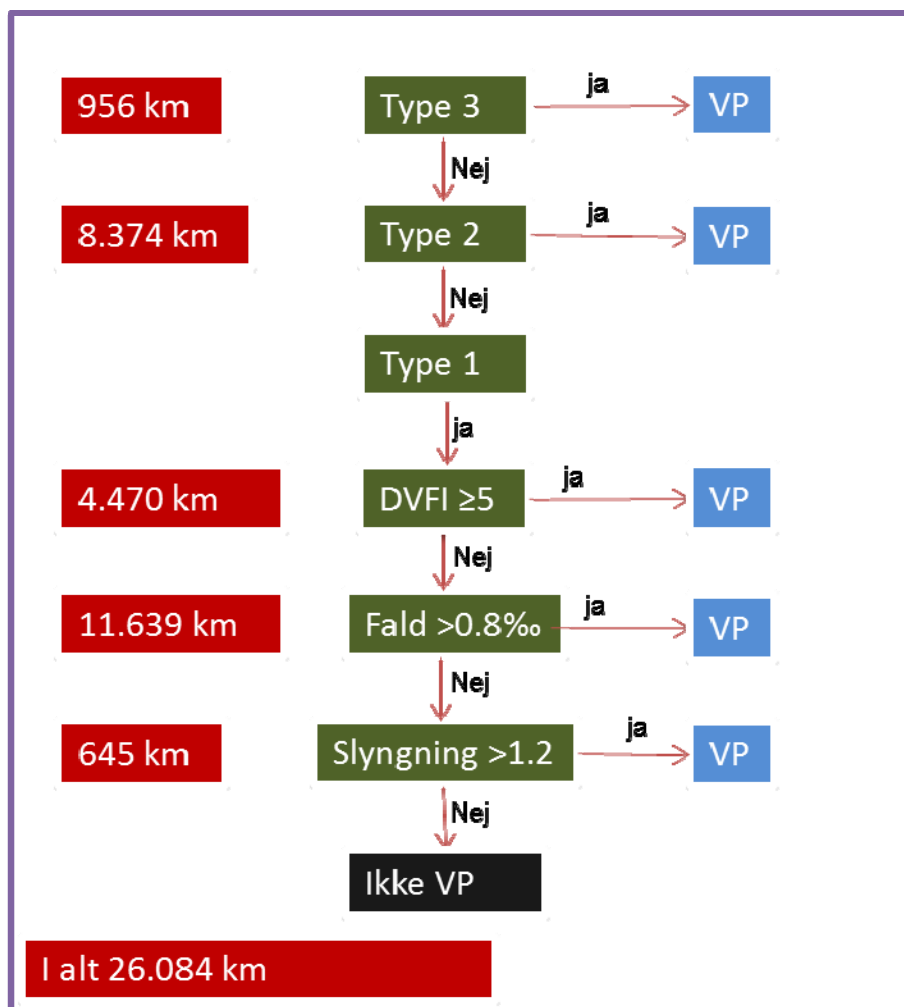 956 km
Type 3
ja
VP
Nej
8.374 km
Type 2
ja
VP
Nej
Type 1
ja
4.470 km
DVFI ≥5
ja
VP
Nej
11.639 km
Fald >0.8‰
ja
VP
Nej
645 km
Slyngning >1.2
ja
VP
Nej
Ikke VP
I alt 26.084 km